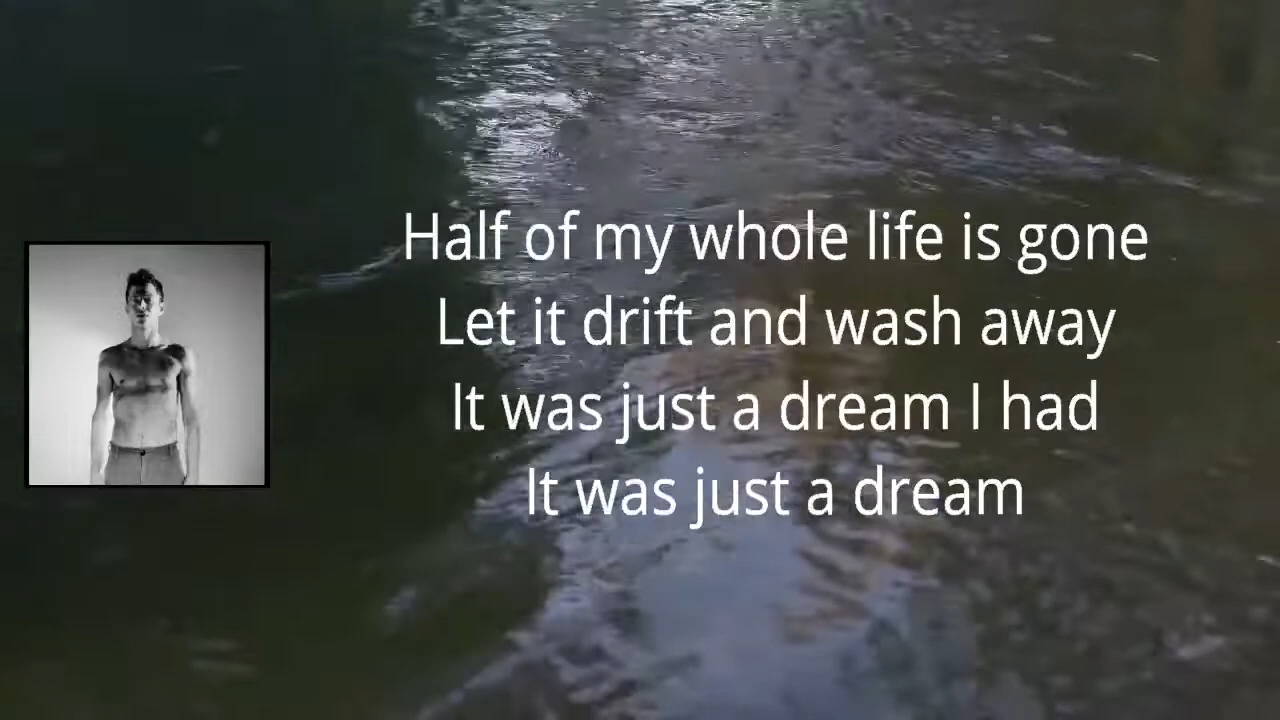 Half of my whole life is gone
Let it drift and wash away
It was just a dream I had
It was just a dream